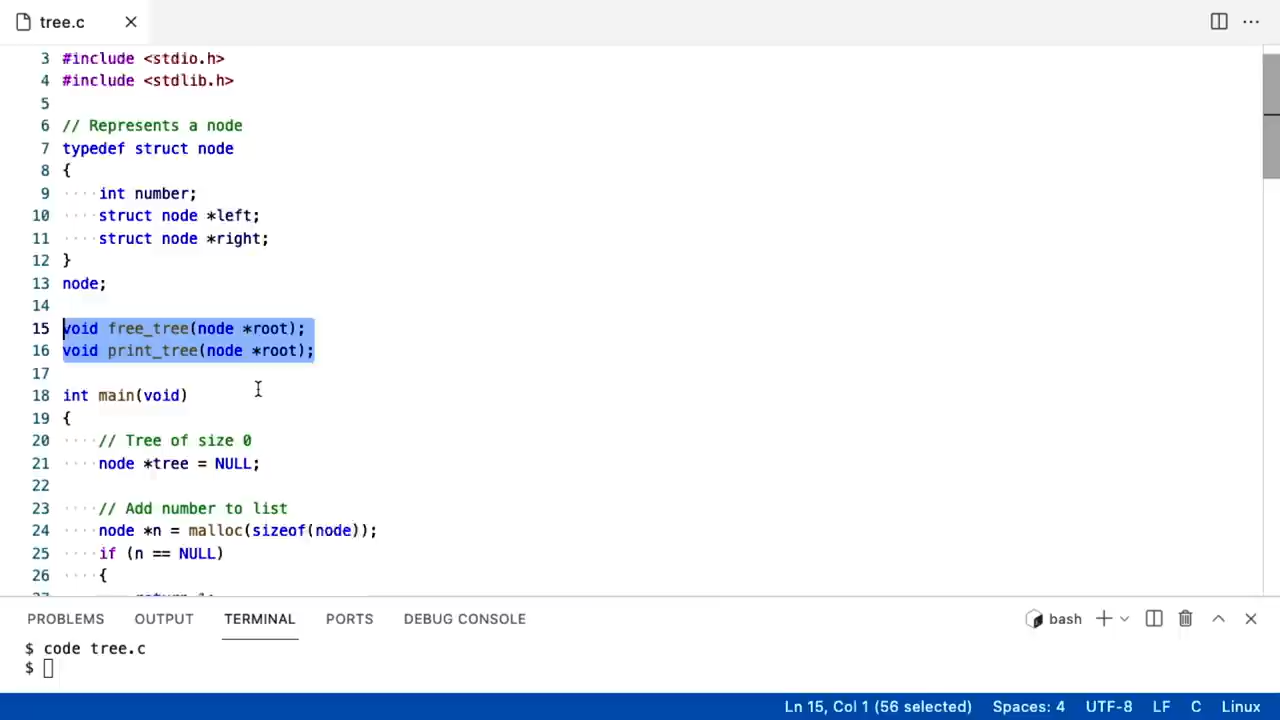 tree.c
3 #include <stdio.h>
4 #include <stdlib.h>
5
6 // Represents a node
7 typedef struct node
8 {
9 int number;
10 struct node *left;
11 struct node *right;
12 }
13 node;
14
15 void free_tree(node *root);
16 void print_tree(node *root);
17
18 int main(void)
19 {
20 // Tree of size 0
21 node *tree = NULL;
22
23 // Add number to list
24 node *n = malloc(sizeof(node));
25 if (n == NULL)
26 {
PROBLEMS OUTPUT TERMINAL PORTS DEBUG CONSOLE bash
$ code tree.c
$
Ln 15, Col 1 (56 selected) Spaces: 4 UTF-8 LF C Linux